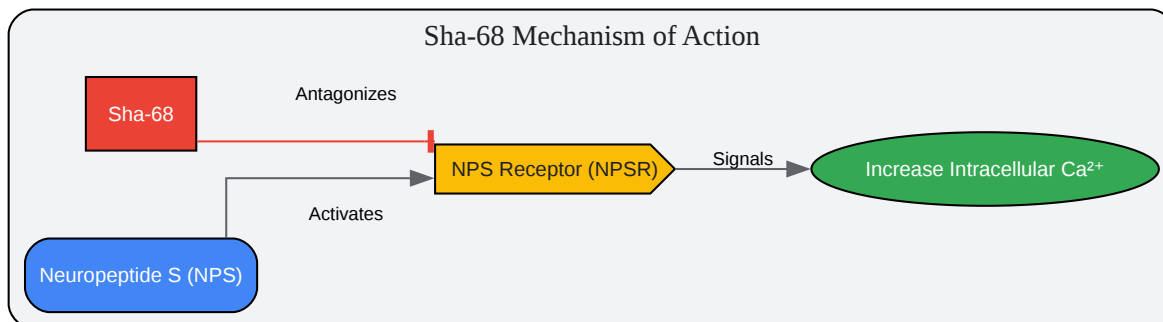 Sha-68 Mechanism of Action
Sha-68
Antagonizes
NPS Receptor (NPSR)
Signals
Increase Intracellular Ca²⁺
Activates
Neuropeptide S (NPS)